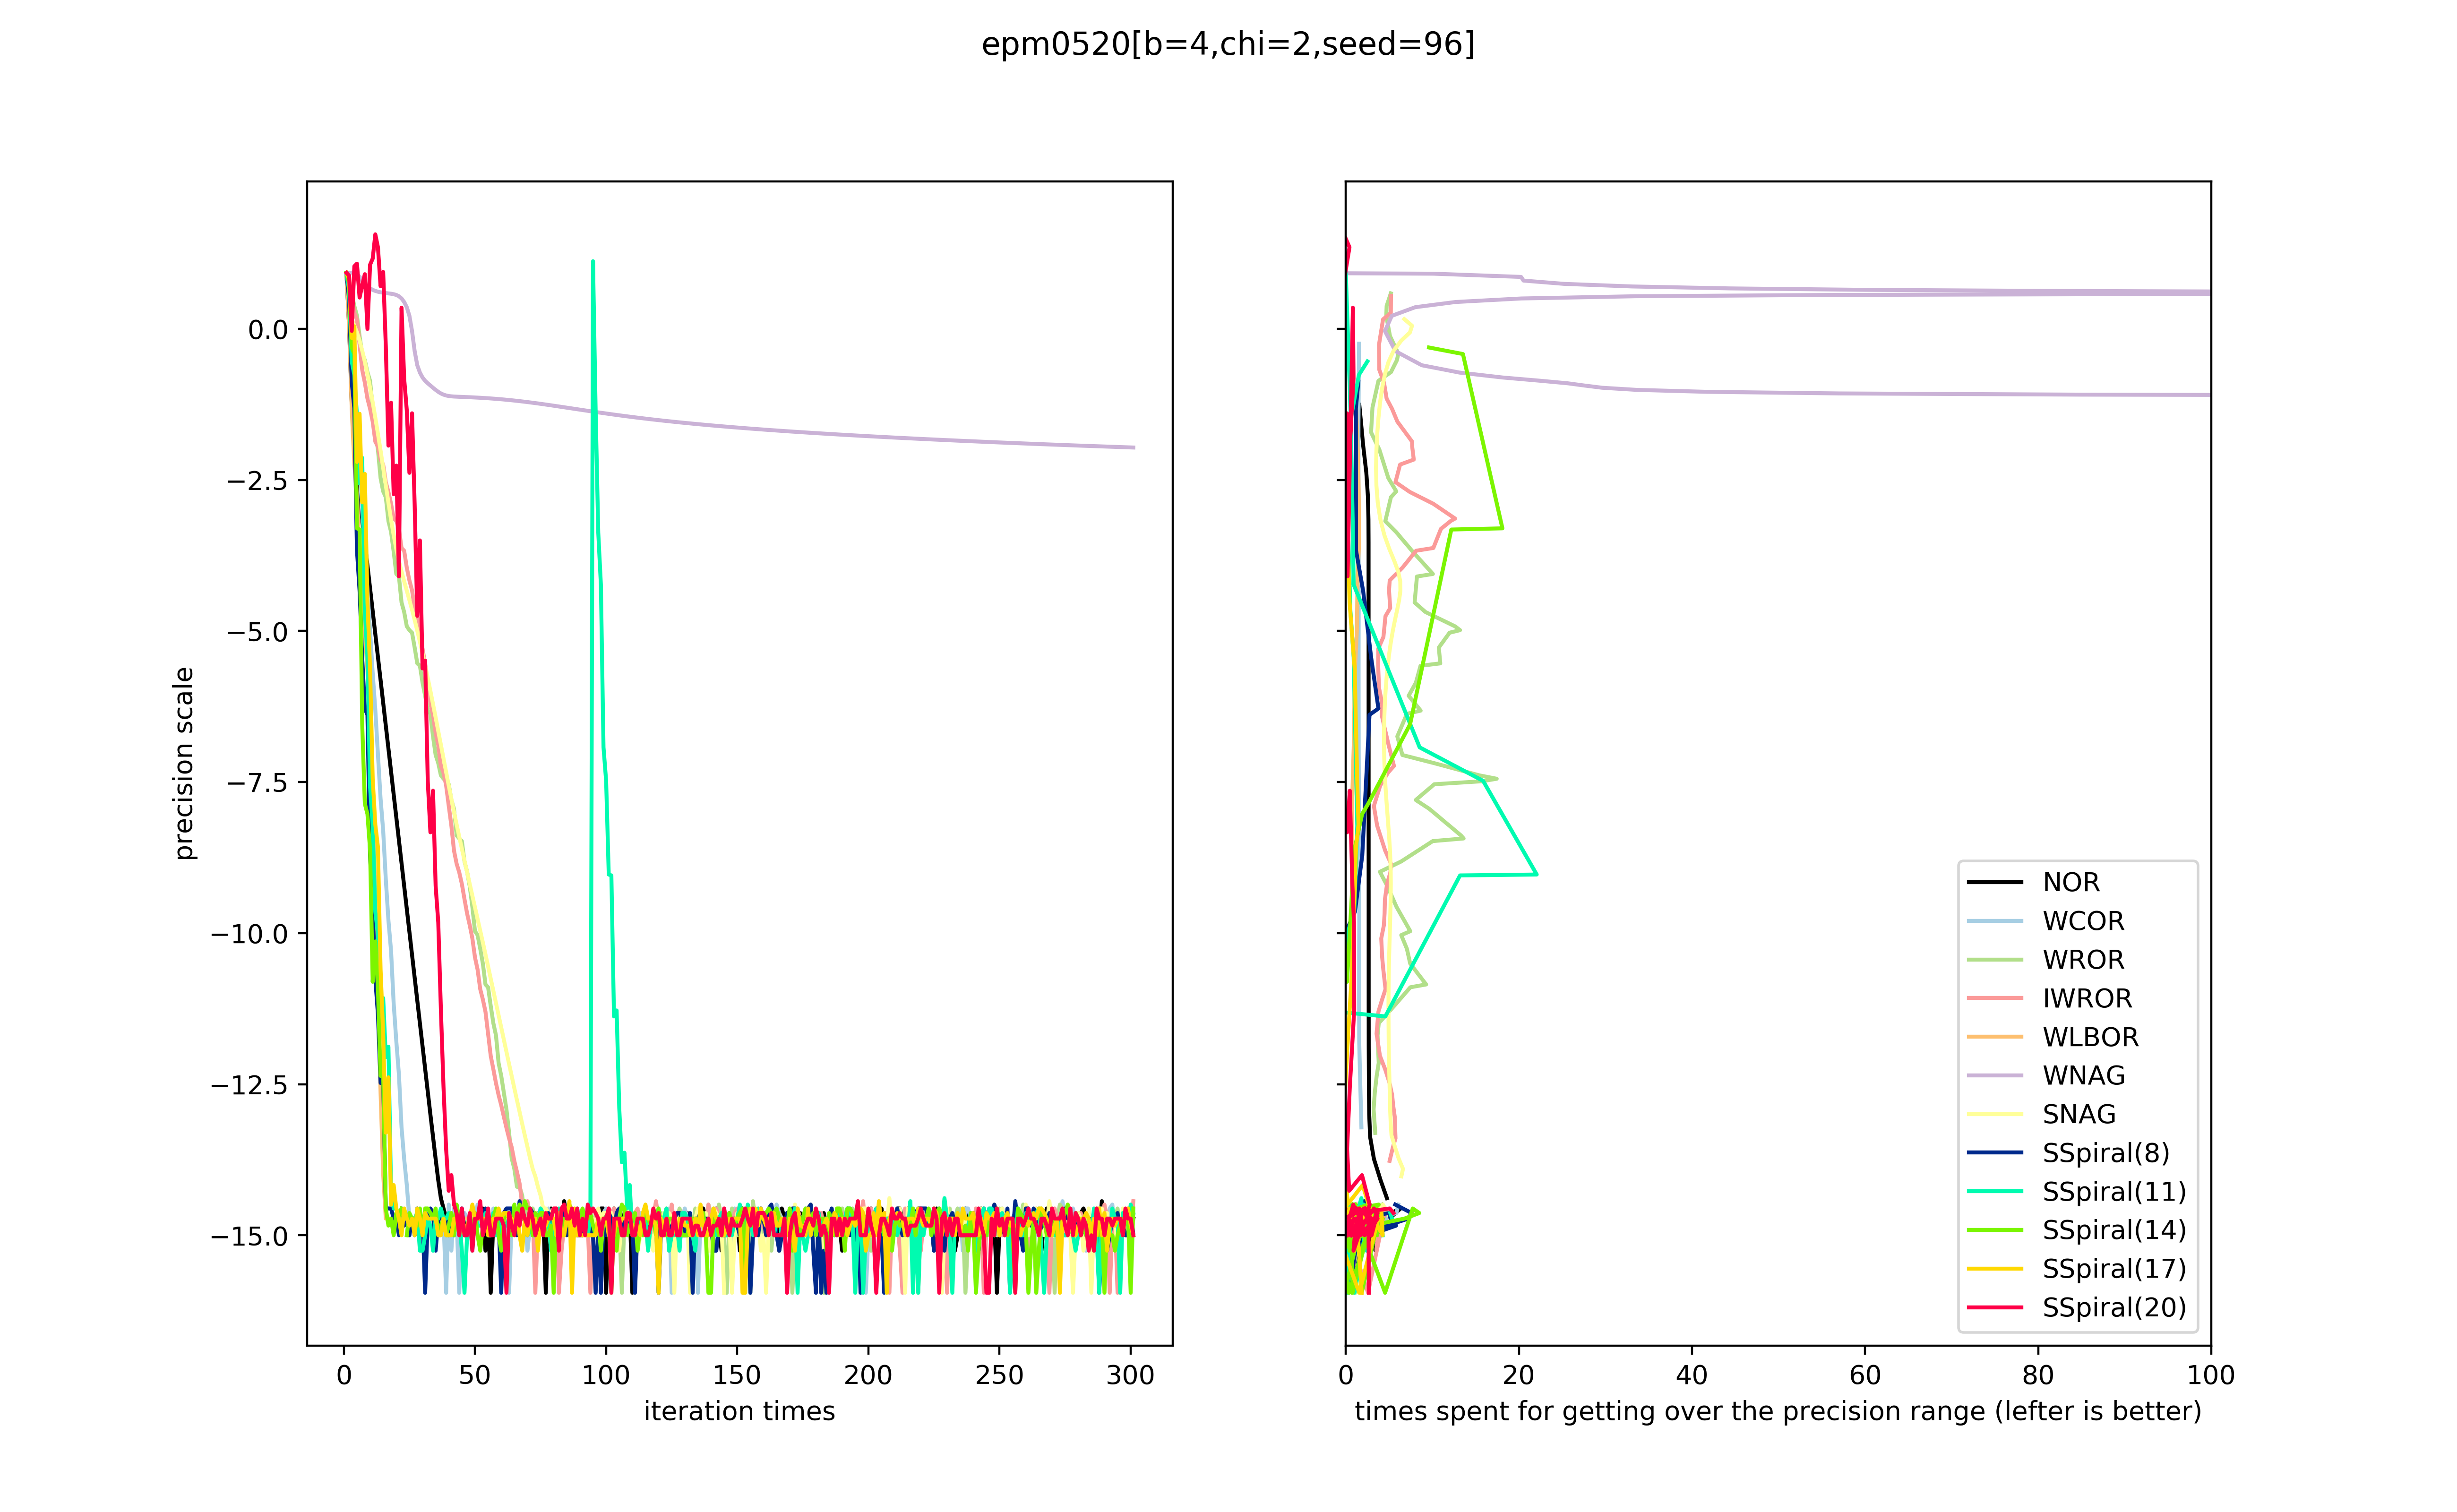 epm0520[b=4,chi=2,seed=96]
precision scale
0.0
−2.5
−5.0
−7.5
−10.0
−12.5
−15.0
0 50 100 150 200 250 300
iteration times
0 20 40 60 80 100
times spent for getting over the precision range (lefter is better)
NOR
WCOR
WROR
IWROR
WLBOR
WNAG
SNAG
SSpiral(8)
SSpiral(11)
SSpiral(14)
SSpiral(17)
SSpiral(20)